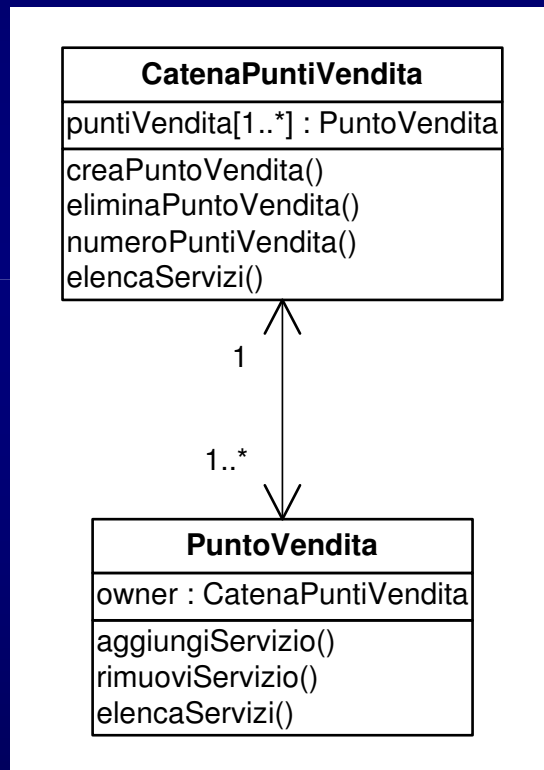 CatenaPuntiVendita
puntiVendita[1..*] : PuntoVendita
creaPuntoVendita()
eliminaPuntoVendita()
numeroPuntiVendita()
elencaServizi()
1
1..*
PuntoVendita
owner : CatenaPuntiVendita
aggiungiServizio()
rimuoviServizio()
elencaServizi()